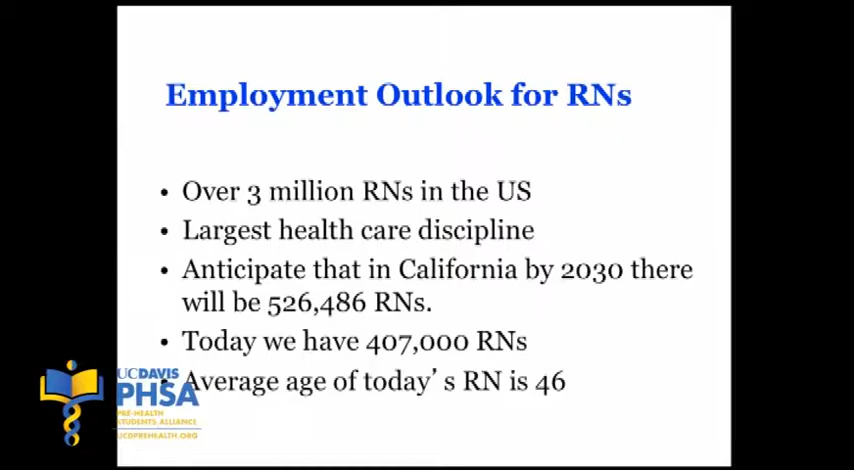 Employment Outlook for RNs
• Over 3 million RNs in the US
• Largest health care discipline
• Anticipate that in California by 2030 there
will be 526,486 RNs.
• Today we have 407,000 RNs
• Average age of today's RN is 46
UCDAVIS
PHSA
PRE-HEALTH
STUDENTS ALLIANCE
UCDPREHEALTH.ORG